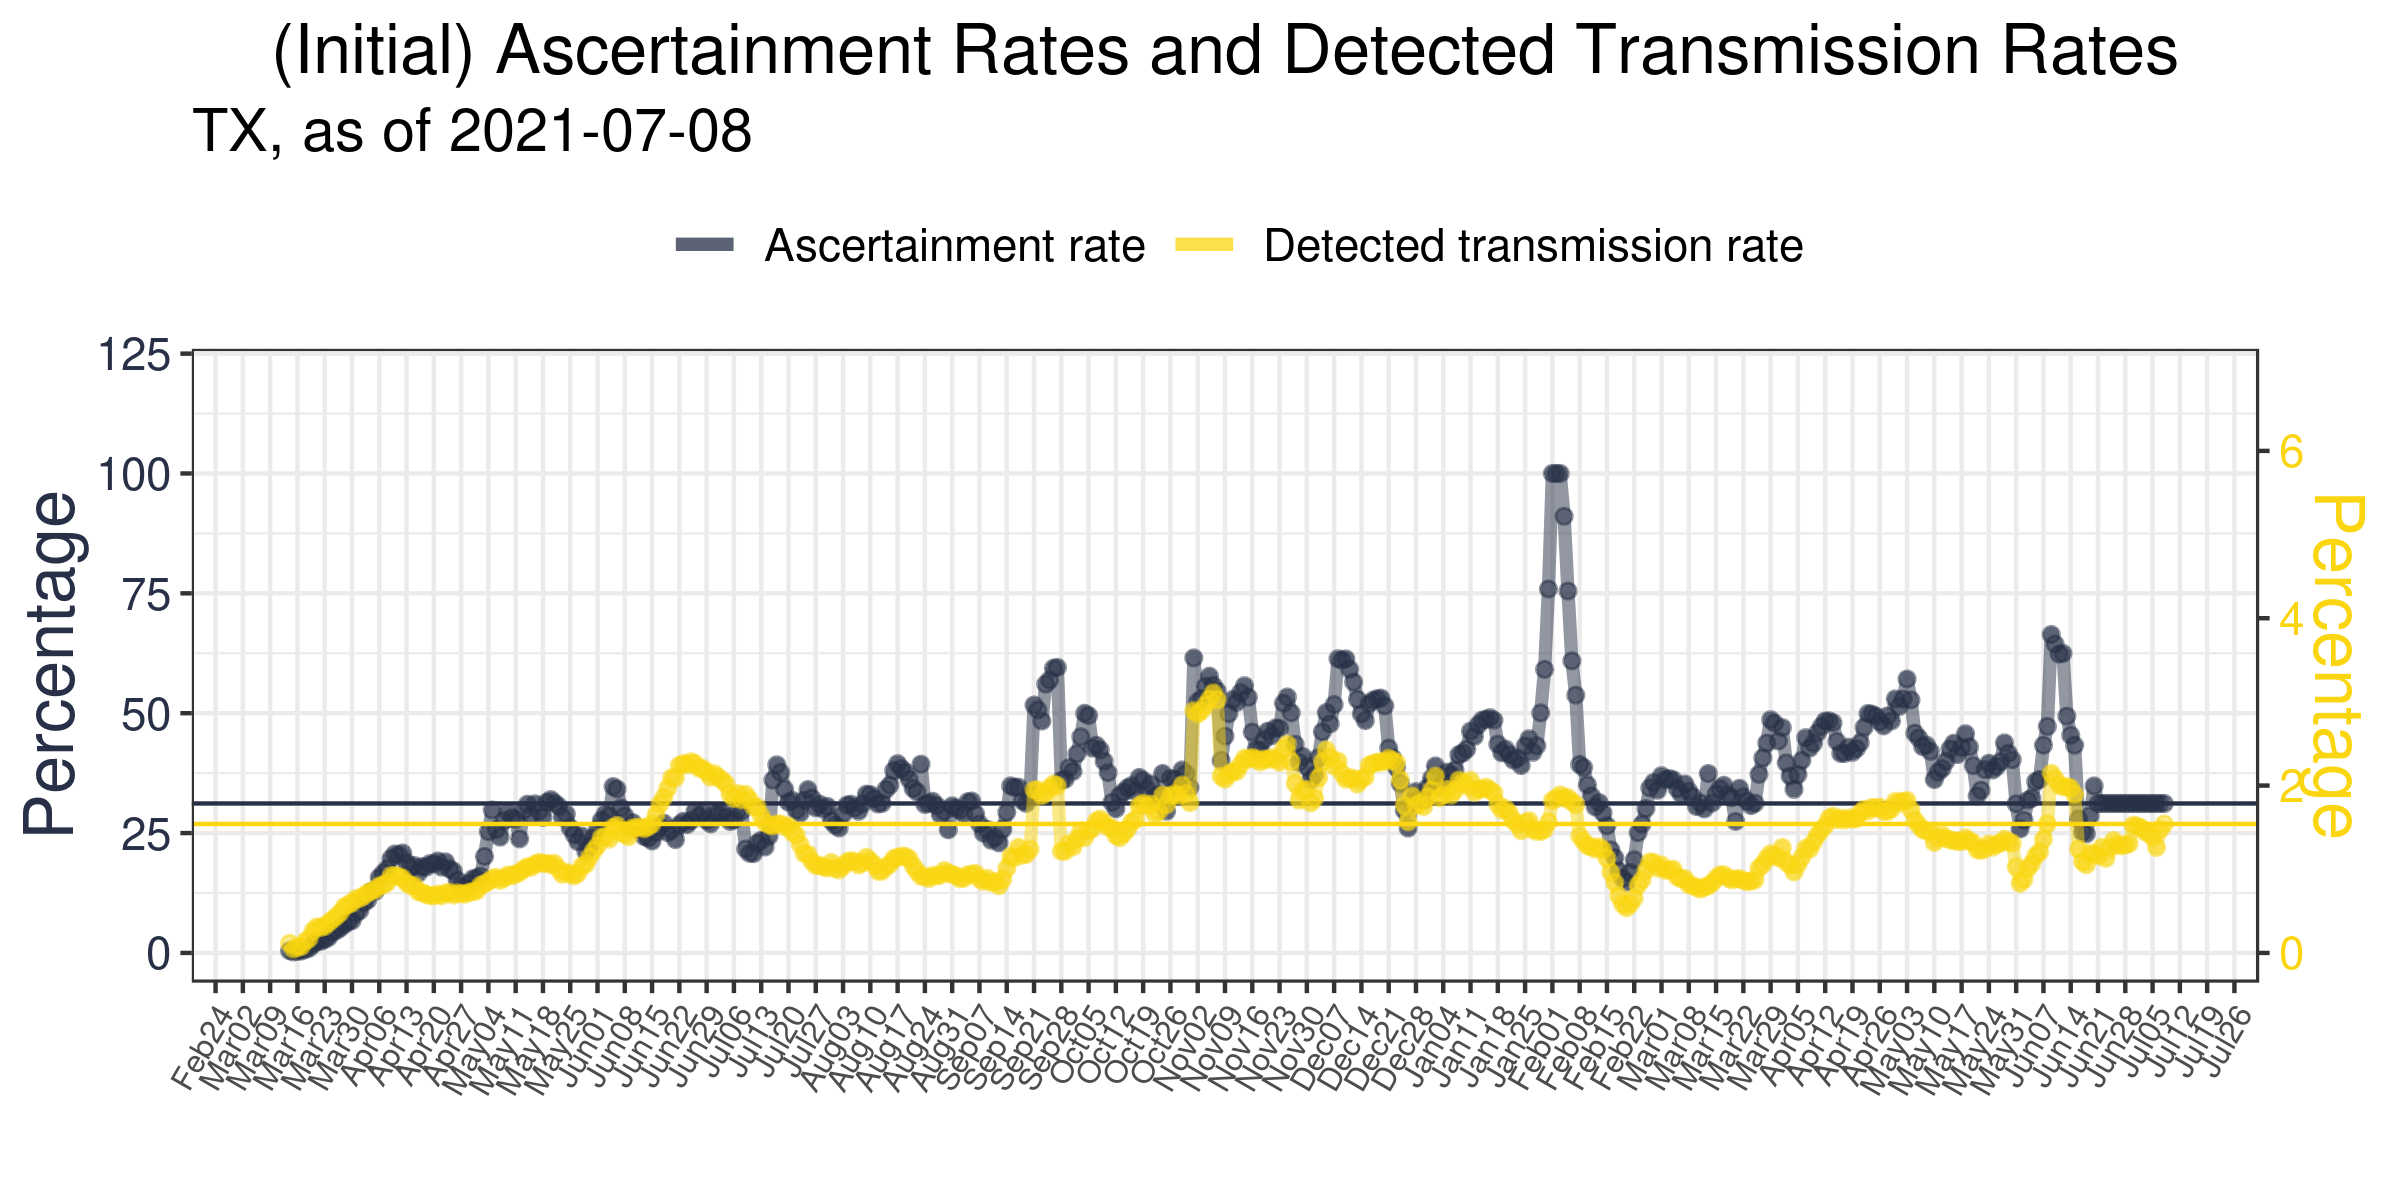 (Initial) Ascertainment Rates and Detected Transmission Rates
TX, as of 2021-07-08
Ascertainment rate
Detected transmission rate
125
100
75
50
25
0
Percentage
6
4
2
0
Percentage
Feb24
Mar02
Mar09
Mar16
Mar23
Mar30
Apr06
Apr13
Apr20
Apr27
May04
May11
May18
May25
Jun01
Jun08
Jun15
Jun22
Jun29
Jul06
Jul13
Jul20
Jul27
Aug03
Aug10
Aug17
Aug24
Aug31
Sep07
Sep14
Sep21
Sep28
Oct05
Oct12
Oct19
Oct26
Nov02
Nov09
Nov16
Nov23
Nov30
Dec07
Dec14
Dec21
Dec28
Jan04
Jan11
Jan18
Jan25
Feb01
Feb08
Feb15
Feb22
Mar01
Mar08
Mar15
Mar22
Mar29
Apr05
Apr12
Apr19
Apr26
May03
May10
May17
May24
May31
Jun07
Jun14
Jun21
Jun28
Jul05
Jul12
Jul19
Jul26